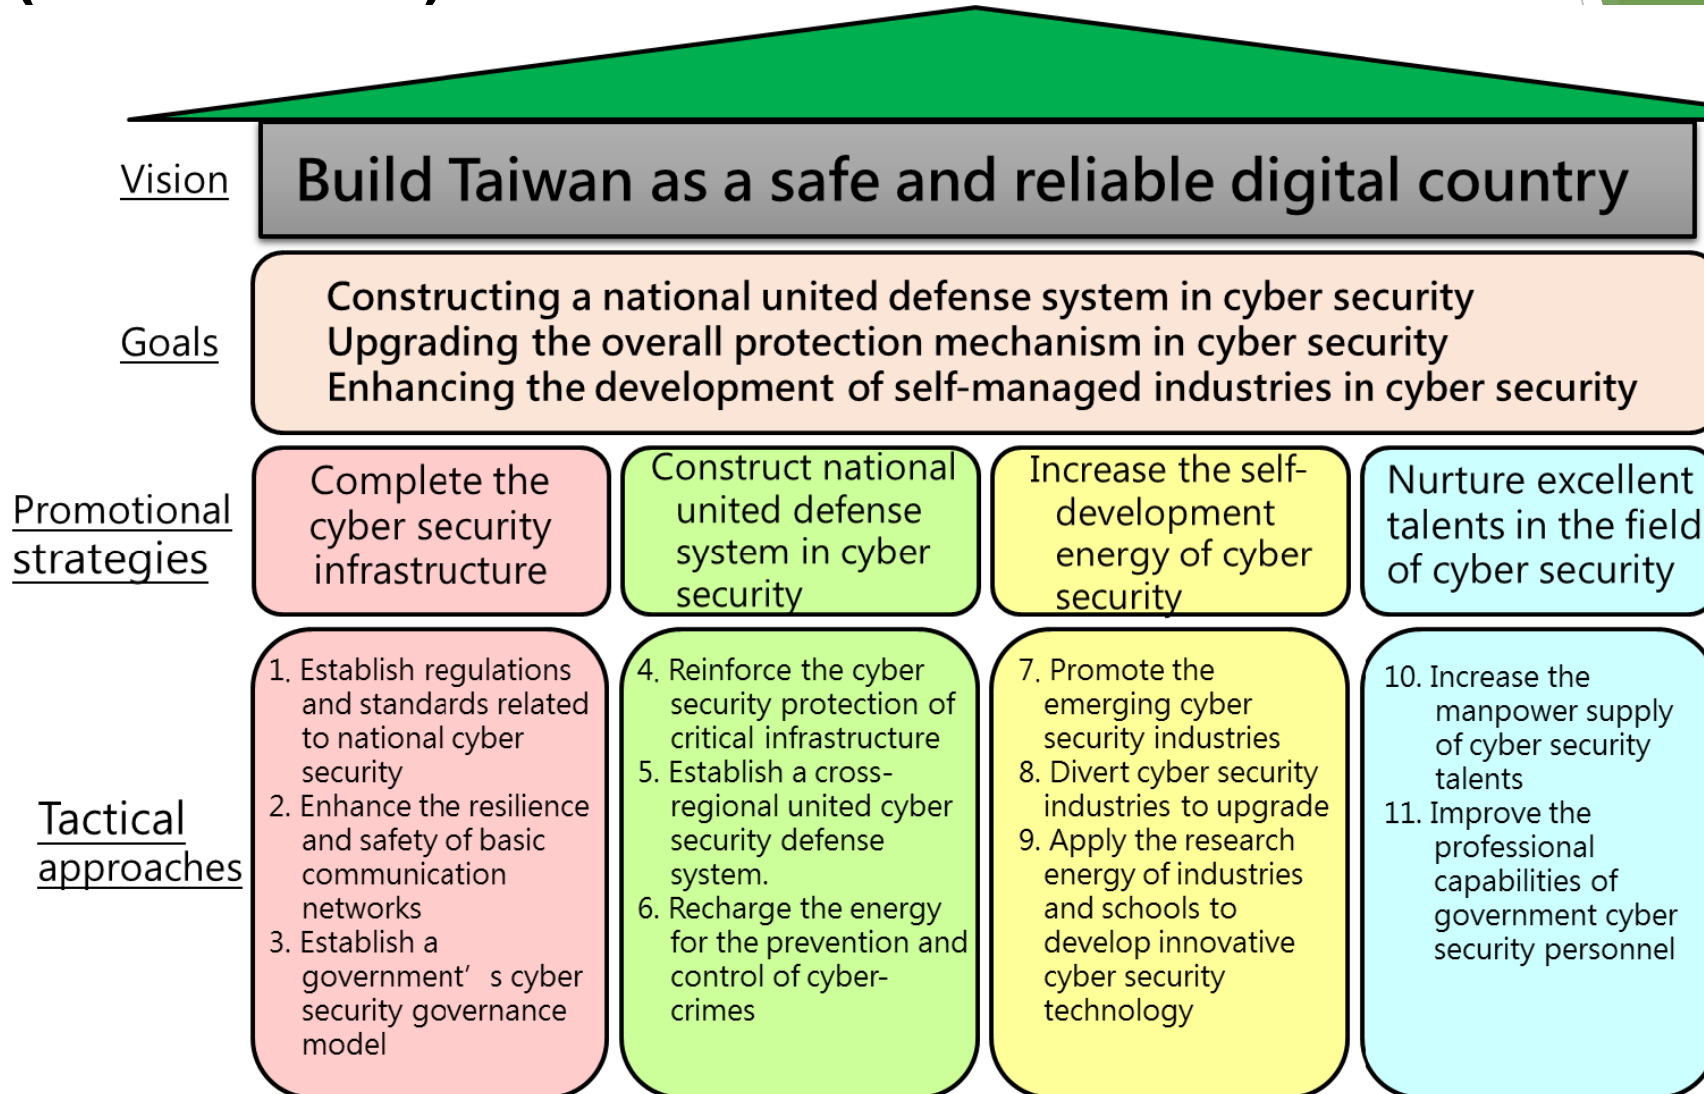 Vision
Build Taiwan as a safe and reliable digital country
Goals
Constructing a national united defense system in cyber security
Upgrading the overall protection mechanism in cyber security
Enhancing the development of self-managed industries in cyber security
Promotional
strategies
Complete the
cyber security
infrastructure
Construct national
united defense
system in cyber
security
Increase the self-
development
energy of cyber
security
Nurture excellent
talents in the field
of cyber security
Tactical
approaches
1. Establish regulations
and standards related
to national cyber
security
2. Enhance the resilience
and safety of basic
communication
networks
3. Establish a
government’ s cyber
security governance
model
4. Reinforce the cyber
security protection of
critical infrastructure
5. Establish a cross-
regional united cyber
security defense
system.
6. Recharge the energy
for the prevention and
control of cyber-
crimes
7. Promote the
emerging cyber
security industries
8. Divert cyber security
industries to upgrade
9. Apply the research
energy of industries
and schools to
develop innovative
cyber security
technology
10. Increase the
manpower supply
of cyber security
talents
11. Improve the
professional
capabilities of
government cyber
security personnel